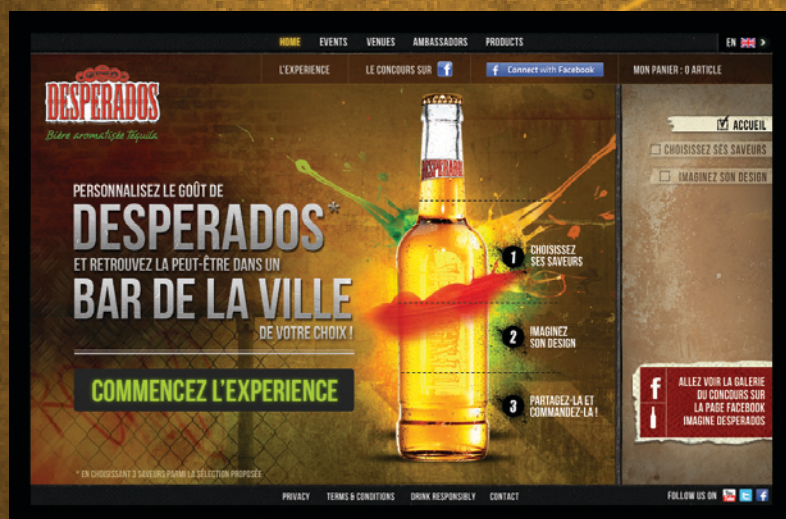 HOME EVENTS VENUES AMBASSADORS PRODUCTS EN
L'EXPERIENCE LE CONCOURS SUR f f Connect with Facebook MON PANIER : 0 ARTICLE
DESPERADOS
Bière aromatisée Téquila
ACCUEIL
CHOISISSEZ SES SAVEURS
IMAGINEZ SON DESIGN
DESPERADOS
PERSONNALISEZ LE GOÛT DE
DESPERADOS*
ET RETROUVEZ LA PEUT-ÊTRE DANS UN
BAR DE LA VILLE
DE VOTRE CHOIX !
COMMENCEZ L'EXPERIENCE
1 CHOISISSEZ
SES SAVEURS
2 IMAGINEZ
SON DESIGN
3 PARTAGEZ-LA ET
COMMANDEZ-LA !
f ALLEZ VOIR LA GALERIE
DU CONCOURS SUR
LA PAGE FACEBOOK
IMAGINE DESPERADOS
* EN CHOISISSANT 3 SAVEURS PARMI LA SÉLECTION PROPOSÉE
PRIVACY TERMS & CONDITIONS DRINK RESPONSIBLY CONTACT FOLLOW US ON You Tube t f